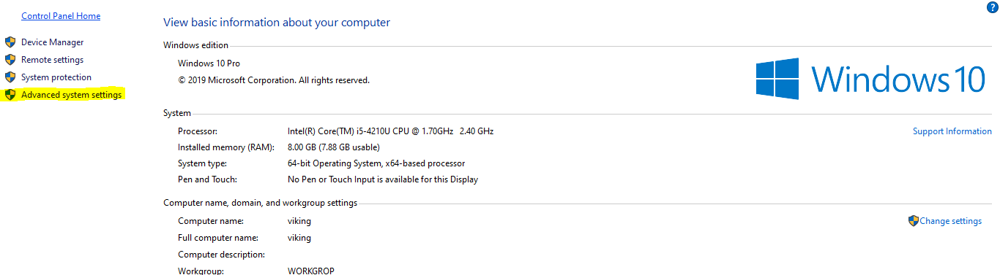 Control Panel Home
Device Manager
Remote settings
System protection
Advanced system settings
?
View basic information about your computer
Windows edition
Windows 10 Pro
© 2019 Microsoft Corporation. All rights reserved.
Windows 10
System
Processor: Intel(R) Core(TM) i5-4210U CPU @ 1.70GHz 2.40 GHz
Installed memory (RAM): 8.00 GB (7.88 GB usable)
System type: 64-bit Operating System, x64-based processor
Pen and Touch: No Pen or Touch Input is available for this Display
Support Information
Computer name, domain, and workgroup settings
Computer name: viking
Change settings
Full computer name: viking
Computer description:
Workgroup: WORKGROP